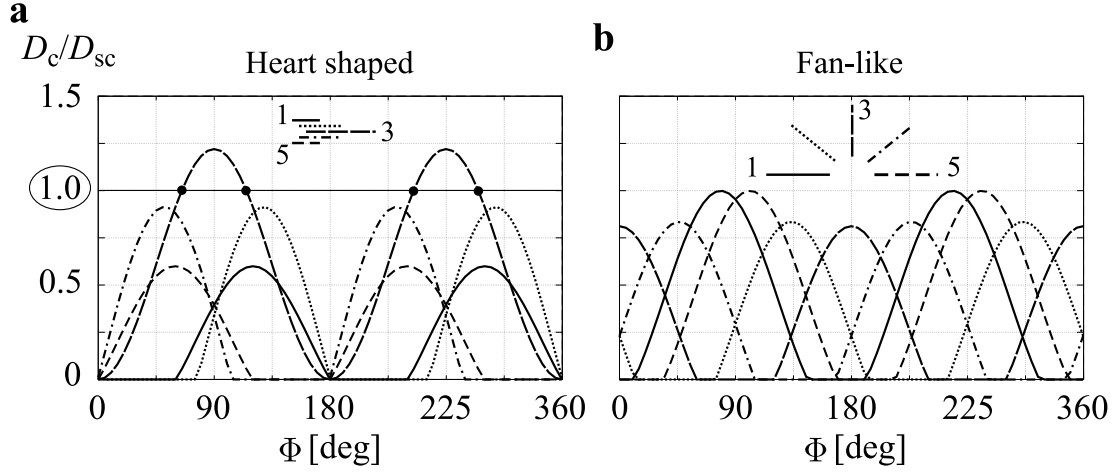 a
D_c/D_sc
Heart shaped
1.5
1.0
0.5
0
1
3
5
0 90 180 225 360
Φ [deg]
b
Fan-like
3
1
5
0 90 180 225 360
Φ [deg]